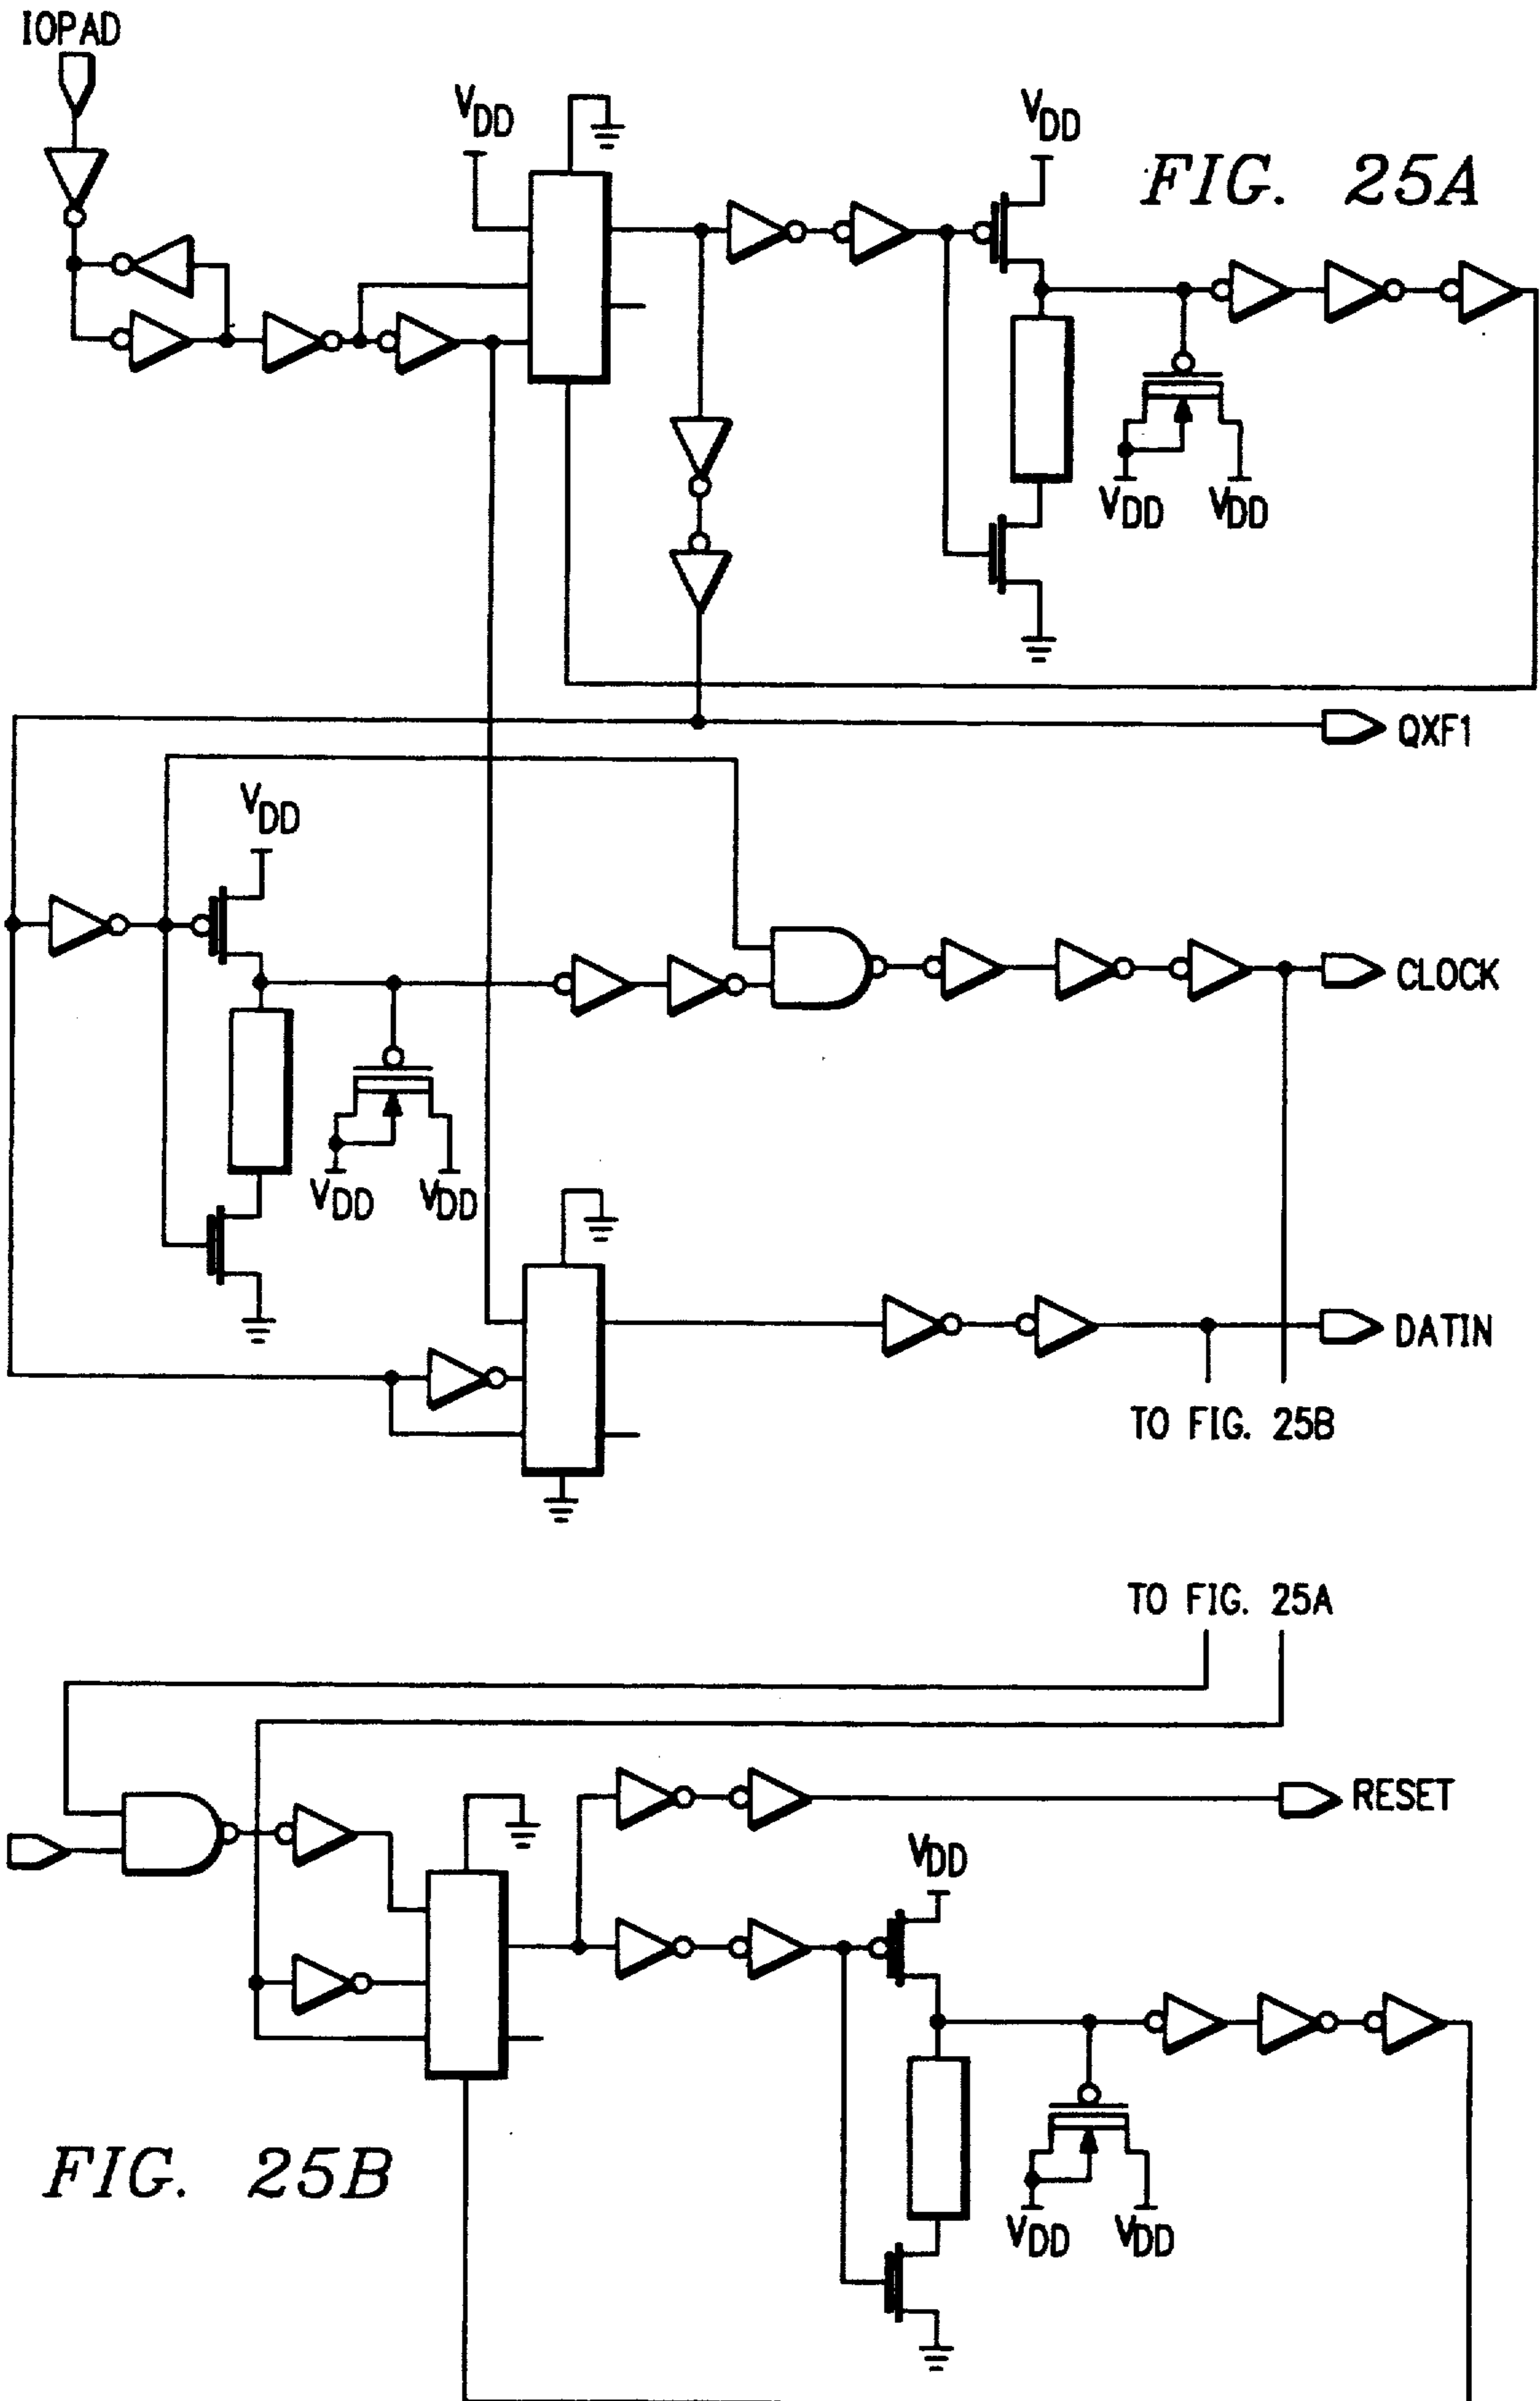 IOPAD
VDD
VDD
FIG. 25A
VDD
VDD
QXF1
VDD
CLOCK
VDD
VDD
DATIN
TO FIG. 25B
TO FIG. 25A
RESET
VDD
FIG. 25B
VDD
VDD